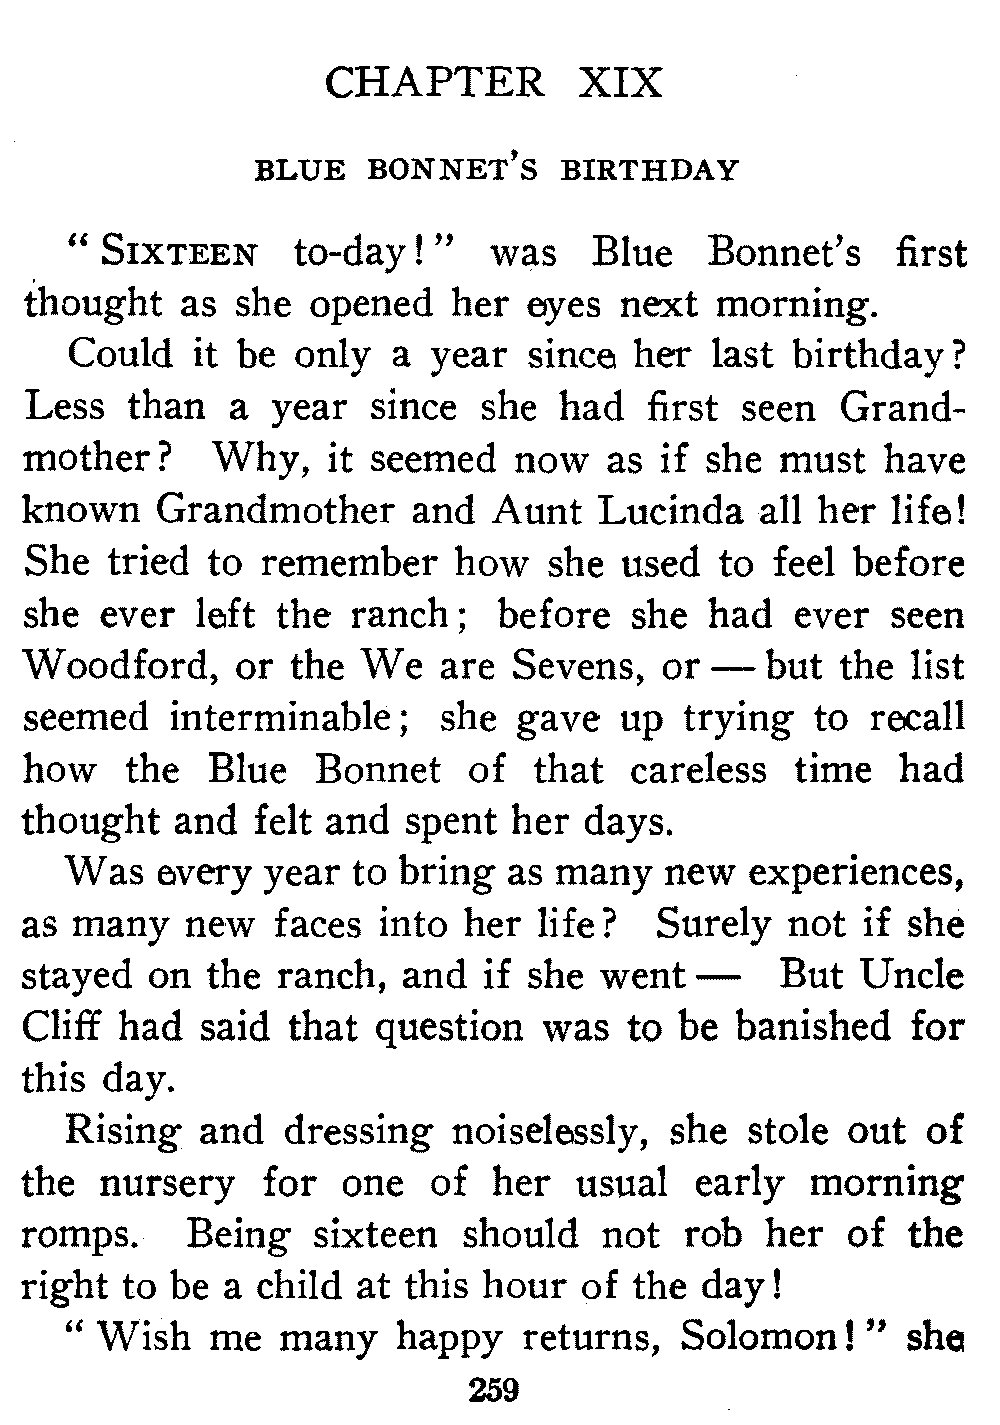 CHAPTER XIX
BLUE BONNET'S BIRTHDAY
" SIXTEEN to-day! " was Blue Bonnet's first
thought as she opened her eyes next morning.
Could it be only a year since her last birthday?
Less than a year since she had first seen Grand-
mother? Why, it seemed now as if she must have
known Grandmother and Aunt Lucinda all her life!
She tried to remember how she used to feel before
she ever left the ranch; before she had ever seen
Woodford, or the We are Sevens, or — but the list
seemed interminable; she gave up trying to recall
how the Blue Bonnet of that careless time had
thought and felt and spent her days.
Was every year to bring as many new experiences,
as many new faces into her life? Surely not if she
stayed on the ranch, and if she went — But Uncle
Cliff had said that question was to be banished for
this day.
Rising and dressing noiselessly, she stole out of
the nursery for one of her usual early morning
romps. Being sixteen should not rob her of the
right to be a child at this hour of the day!
" Wish me many happy returns, Solomon! " she
259